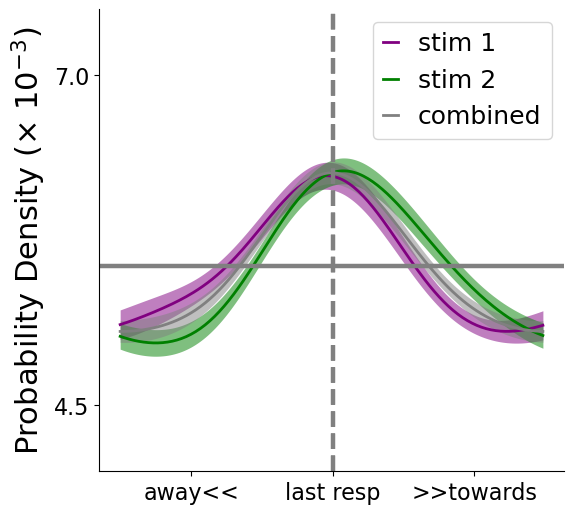 Probability Density (× 10⁻³)
7.0
4.5
stim 1
stim 2
combined
away<< last resp >>towards